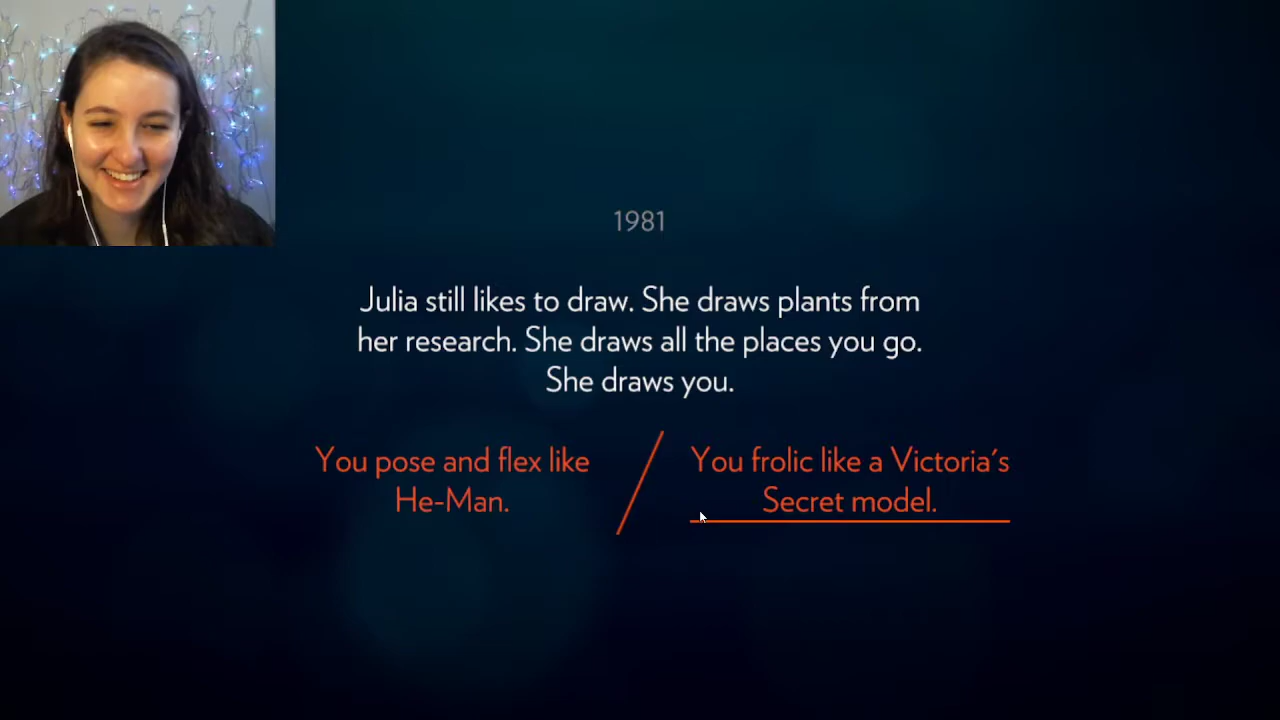 1981
Julia still likes to draw. She draws plants from
her research. She draws all the places you go.
She draws you.
You pose and flex like
He-Man.
You frolic like a Victoria's
Secret model.